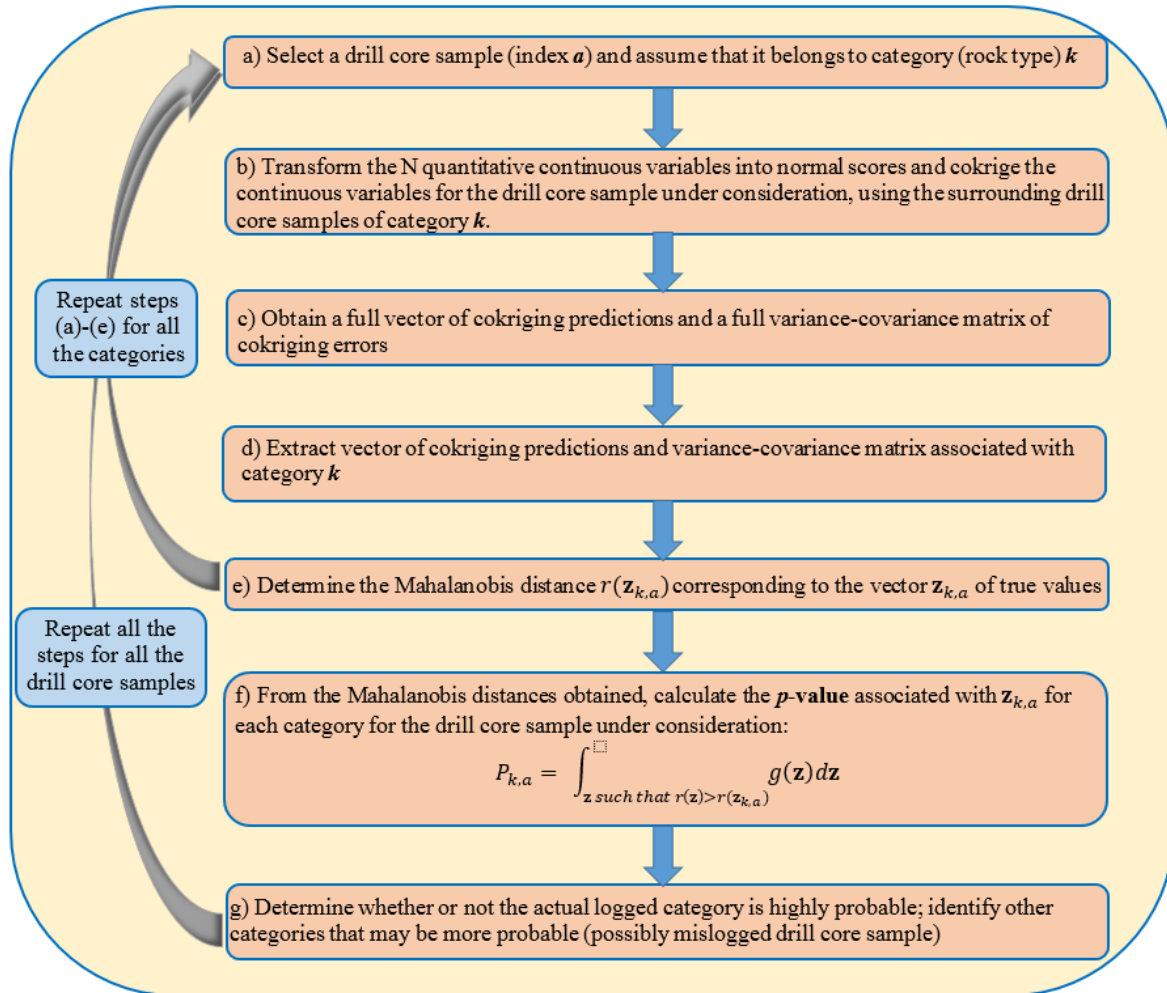 a) Select a drill core sample (index a) and assume that it belongs to category (rock type) k
b) Transform the N quantitative continuous variables into normal scores and cokrige the
continuous variables for the drill core sample under consideration, using the surrounding drill
core samples of category k.
c) Obtain a full vector of cokriging predictions and a full variance-covariance matrix of
cokriging errors
d) Extract vector of cokriging predictions and variance-covariance matrix associated with
category k
e) Determine the Mahalanobis distance r(z_{k,a}) corresponding to the vector z_{k,a} of true values
f) From the Mahalanobis distances obtained, calculate the p-value associated with z_{k,a} for
each category for the drill core sample under consideration:
P_{k,a} = ∫_{z such that r(z)>r(z_{k,a})} g(z)dz
g) Determine whether or not the actual logged category is highly probable; identify other
categories that may be more probable (possibly mislogged drill core sample)
Repeat steps
(a)-(e) for all
the categories
Repeat all the
steps for all the
drill core samples